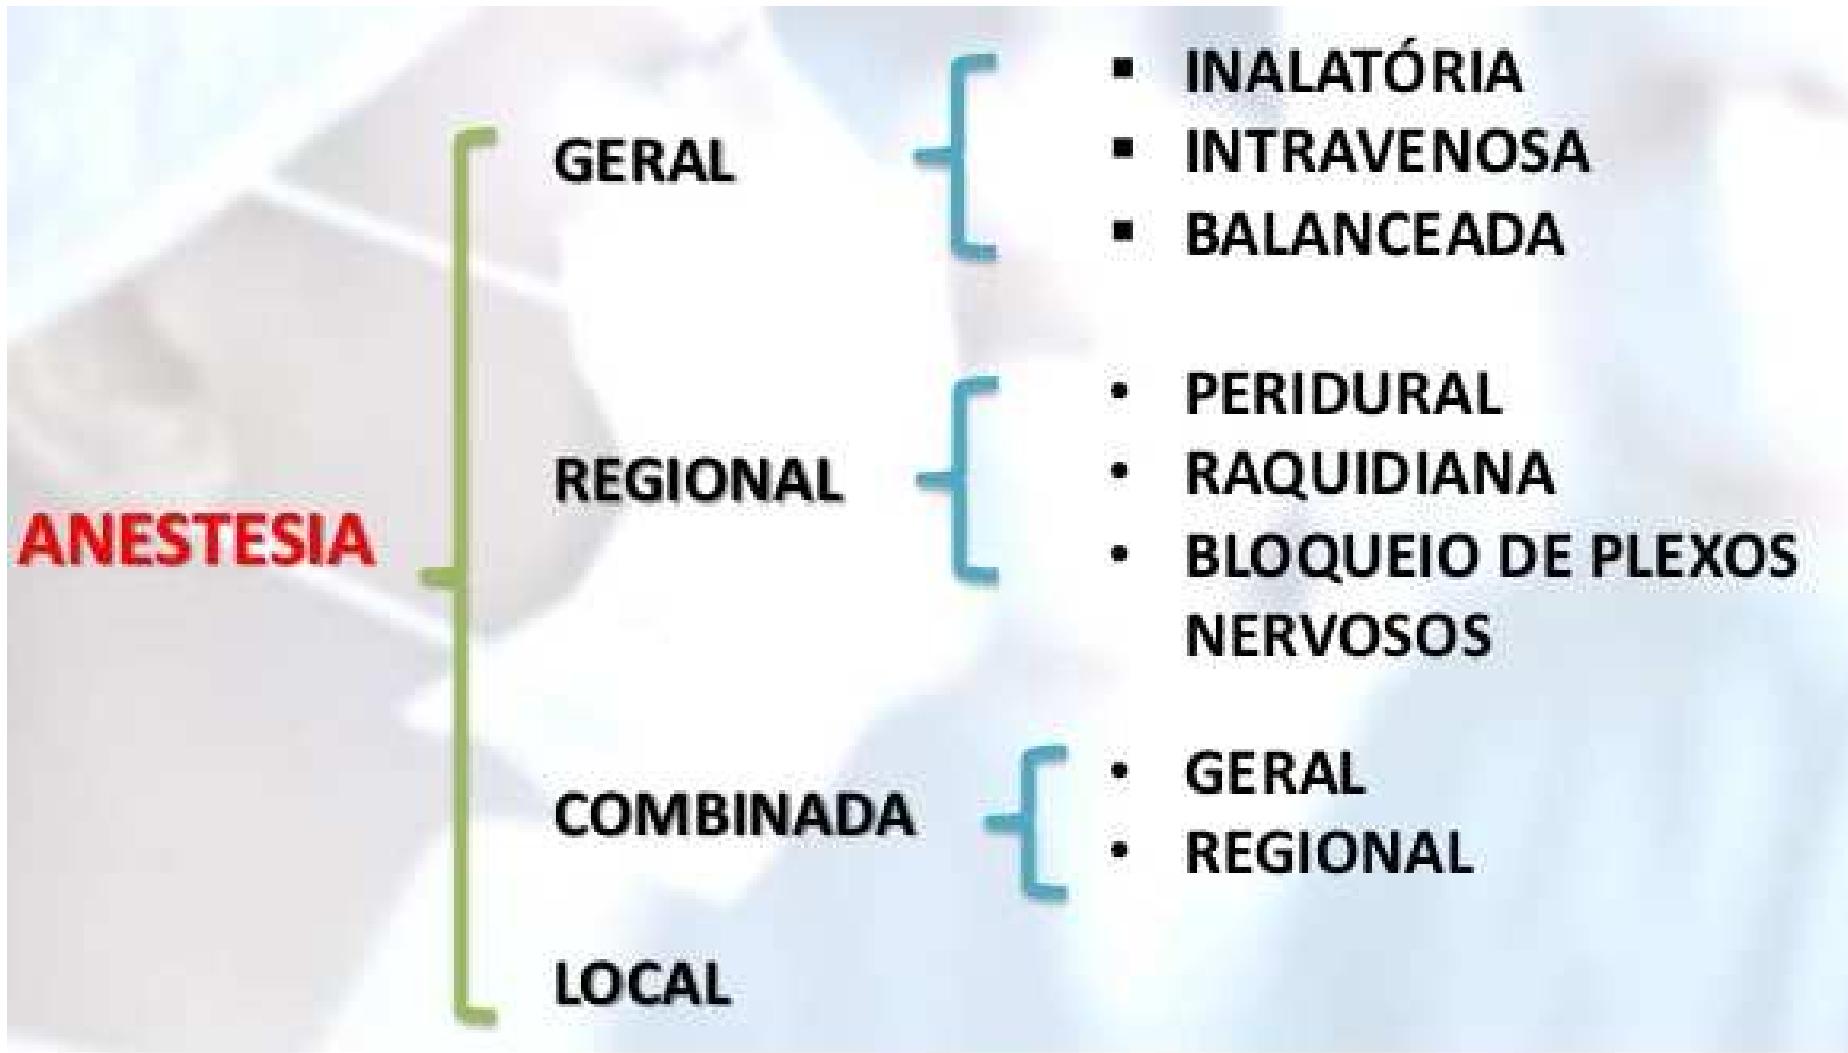 GERAL
▪ INALATÓRIA
▪ INTRAVENOSA
▪ BALANCEADA
ANESTESIA
REGIONAL
• PERIDURAL
• RAQUIDIANA
• BLOQUEIO DE PLEXOS
NERVOSOS
COMBINADA
• GERAL
• REGIONAL
LOCAL